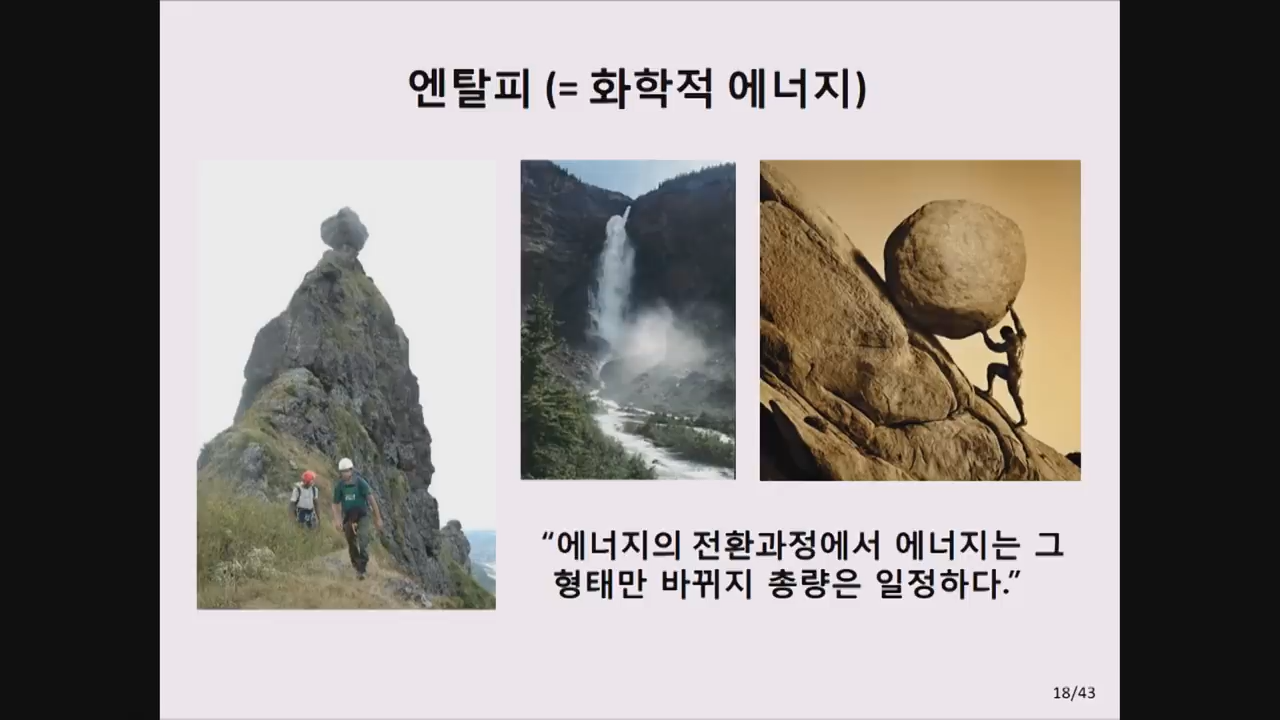 엔탈피 (= 화학적 에너지)
“에너지의 전환과정에서 에너지는 그
형태만 바뀌지 총량은 일정하다.”
18/43